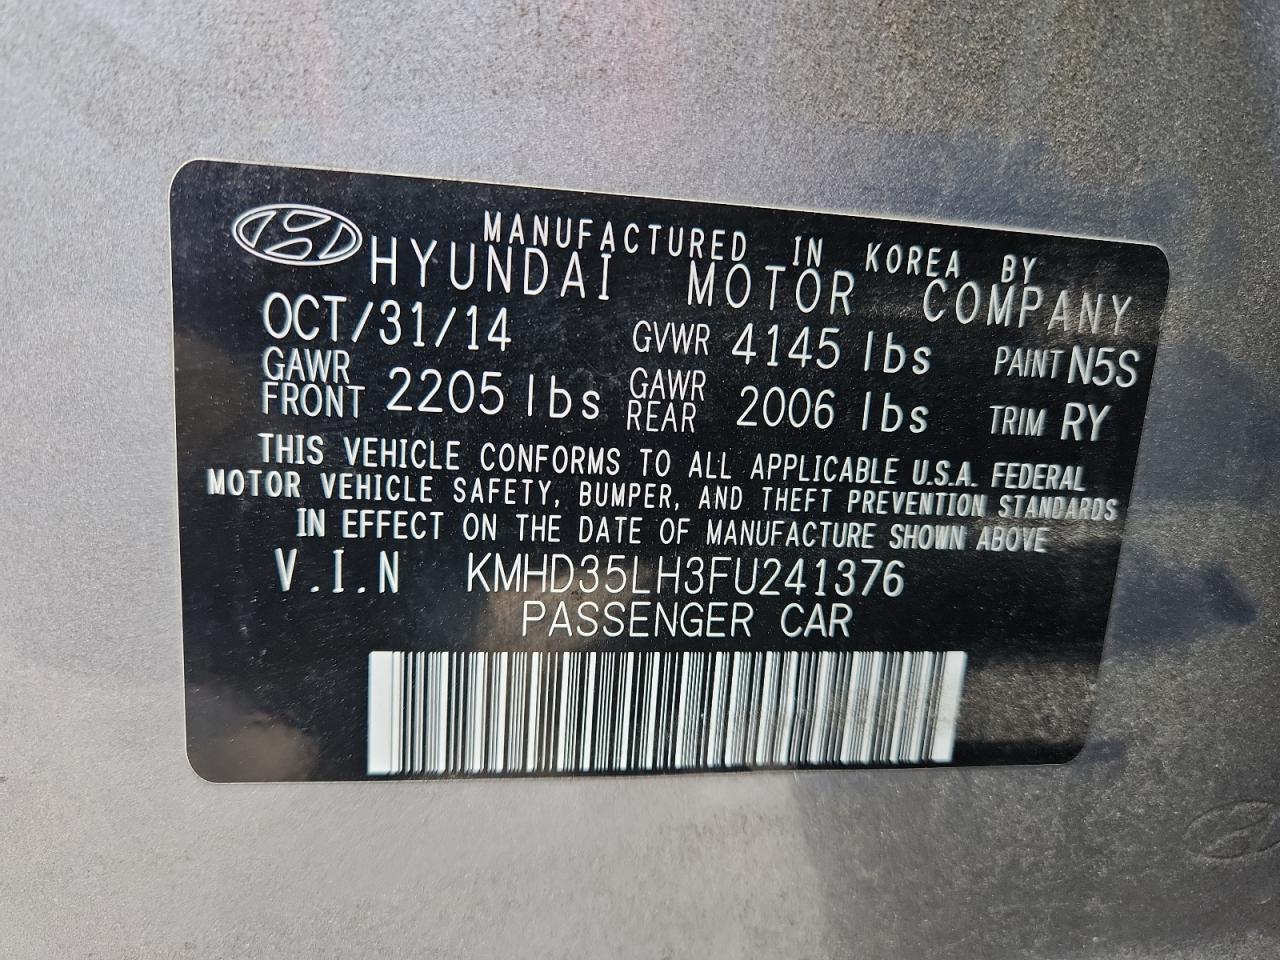 MANUFACTURED IN KOREA BY
HYUNDAI MOTOR COMPANY
OCT/31/14 GVWR 4145 lbs PAINT N5S
GAWR FRONT 2205 lbs GAWR REAR 2006 lbs TRIM RY
THIS VEHICLE CONFORMS TO ALL APPLICABLE U.S.A. FEDERAL
MOTOR VEHICLE SAFETY, BUMPER, AND THEFT PREVENTION STANDARDS
IN EFFECT ON THE DATE OF MANUFACTURE SHOWN ABOVE
V.I.N KMHD35LH3FU241376
PASSENGER CAR